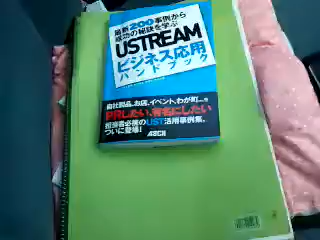 最新200事例から
成功の秘訣を学ぶ
USTREAM
ビジネス応用
ハンドブック
自社製品、お店、イベント、わが町...を
PRしたい、有名にしたい
担当者必携のUST活用事例集、
ついに登場!
ASCII